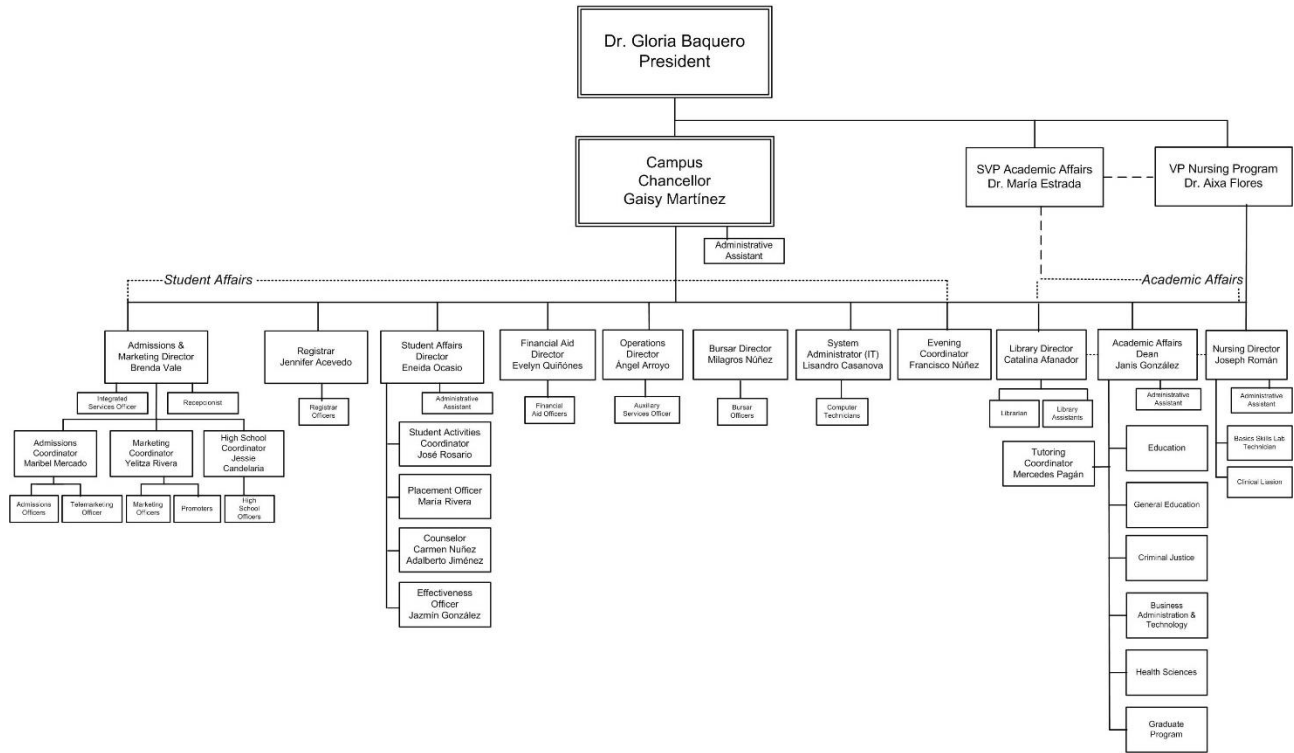 Dr. Gloria Baquero
President
Campus
Chancellor
Gaisy Martínez
SVP Academic Affairs
Dr. María Estrada
VP Nursing Program
Dr. Aixa Flores
Administrative
Assistant
Student Affairs
Academic Affairs
Admissions &
Marketing Director
Brenda Vale
Registrar
Jennifer Acevedo
Student Affairs
Director
Eneida Ocasio
Financial Aid
Director
Evelyn Quiñónes
Operations
Director
Ángel Arroyo
Bursar Director
Milagros Núñez
System
Administrator (IT)
Lisandro Casanova
Evening
Coordinator
Francisco Núñez
Library Director
Catalina Afanador
Academic Affairs
Dean
Janis González
Nursing Director
Joseph Román
Integrated
Services Officer
Recepcionist
Registrar
Officers
Administrative
Assistant
Financial
Aid Officers
Auxiliary
Services Officer
Bursar
Officers
Computer
Technicians
Librarian
Library
Assistants
Administrative
Assistant
Administrative
Assistant
Admissions
Coordinator
Maribel Mercado
Marketing
Coordinator
Yelitza Rivera
High School
Coordinator
Jessie
Candelaria
Student Activities
Coordinator
José Rosario
Tutoring
Coordinator
Mercedes Pagán
Education
Basics Skills Lab
Technician
Clinical Liasion
Admissions
Officers
Telemarketing
Officer
Marketing
Officers
Promoters
High
School
Officers
Placement Officer
María Rivera
General Education
Counselor
Carmen Nuñez
Adalberto Jiménez
Criminal Justice
Effectiveness
Officer
Jazmín González
Business
Administration &
Technology
Health Sciences
Graduate
Program